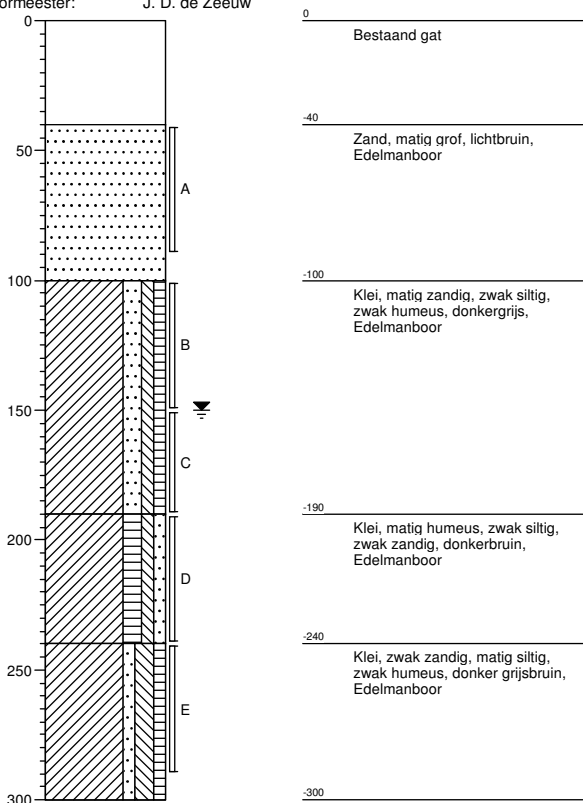 J. D. de Zeeuw
0
50
100
150
200
250
300
A
B
C
D
E
0
Bestaand gat
-40
Zand, matig grof, lichtbruin,
Edelmanboor
-100
Klei, matig zandig, zwak siltig,
zwak humeus, donkergrijs,
Edelmanboor
-190
Klei, matig humeus, zwak siltig,
zwak zandig, donkerbruin,
Edelmanboor
-240
Klei, zwak zandig, matig siltig,
zwak humeus, donker grijsbruin,
Edelmanboor
-300